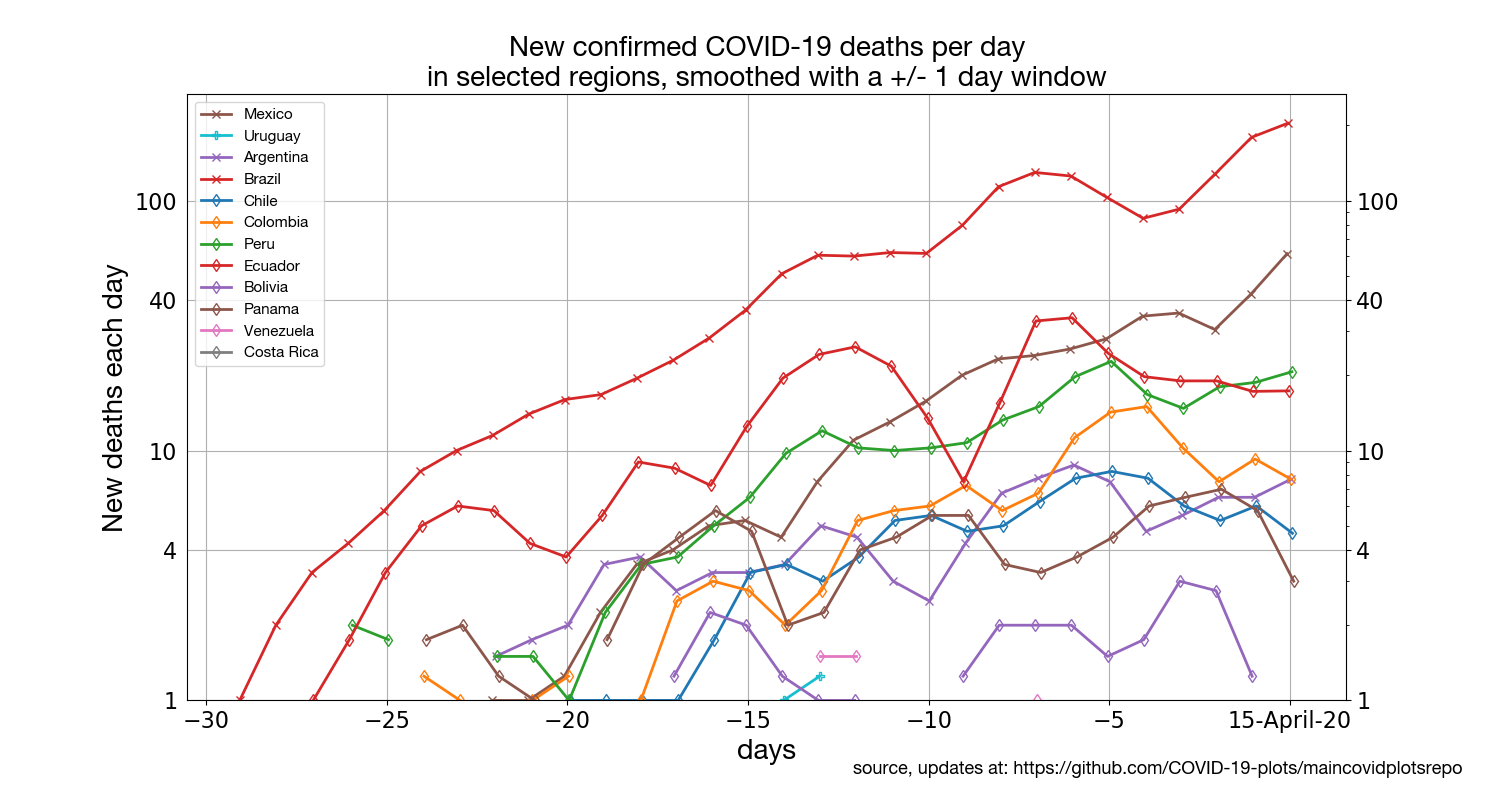 New confirmed COVID-19 deaths per day
in selected regions, smoothed with a +/- 1 day window
Mexico
Uruguay
Argentina
Brazil
Chile
Colombia
Peru
Ecuador
Bolivia
Panama
Venezuela
Costa Rica
New deaths each day
100
40
10
4
1
100
40
10
4
1
−30 −25 −20 −15 −10 −5 15-April-20
days
source, updates at: https://github.com/COVID-19-plots/maincovidplotsrepo